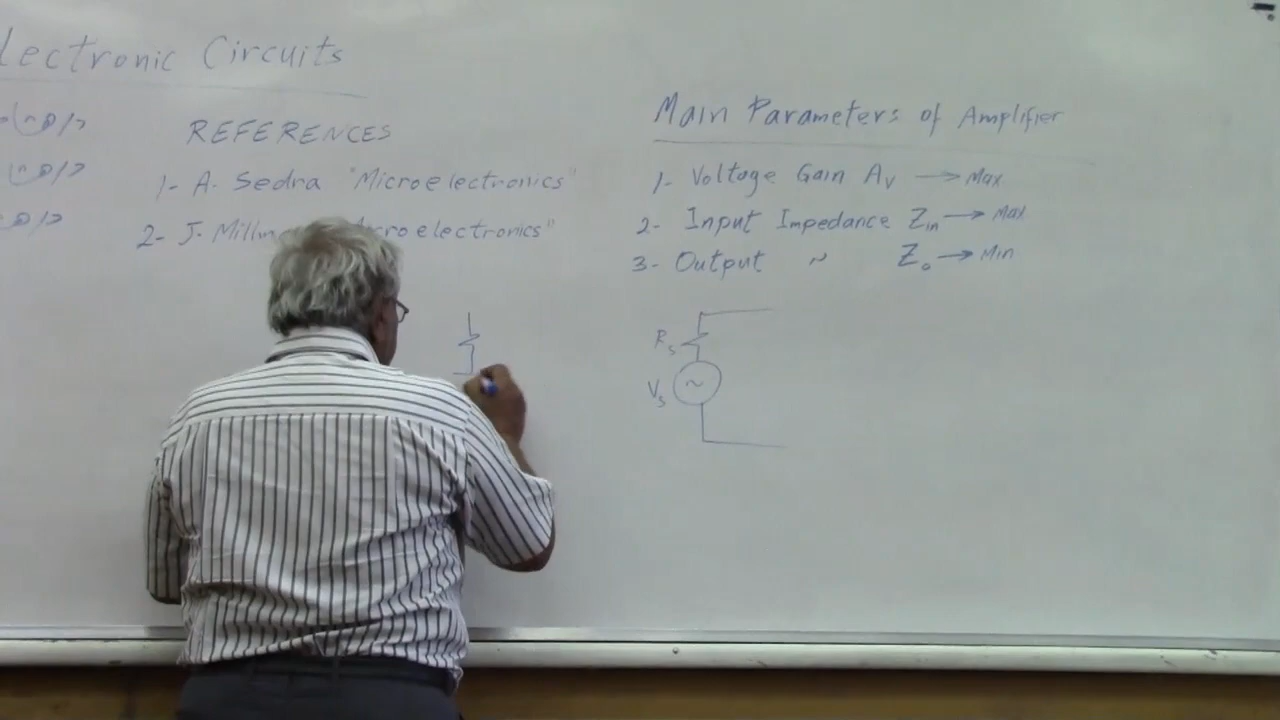 lectronic Circuits
REFERENCES
1- A. Sedra "Microelectronics"
2- J. Millm croelectronics"
Main Parameters of Amplifier
1- Voltage Gain Av → Max
2- Input Impedance Zin → Max
3- Output " Zo → Min
Rs
Vs ~